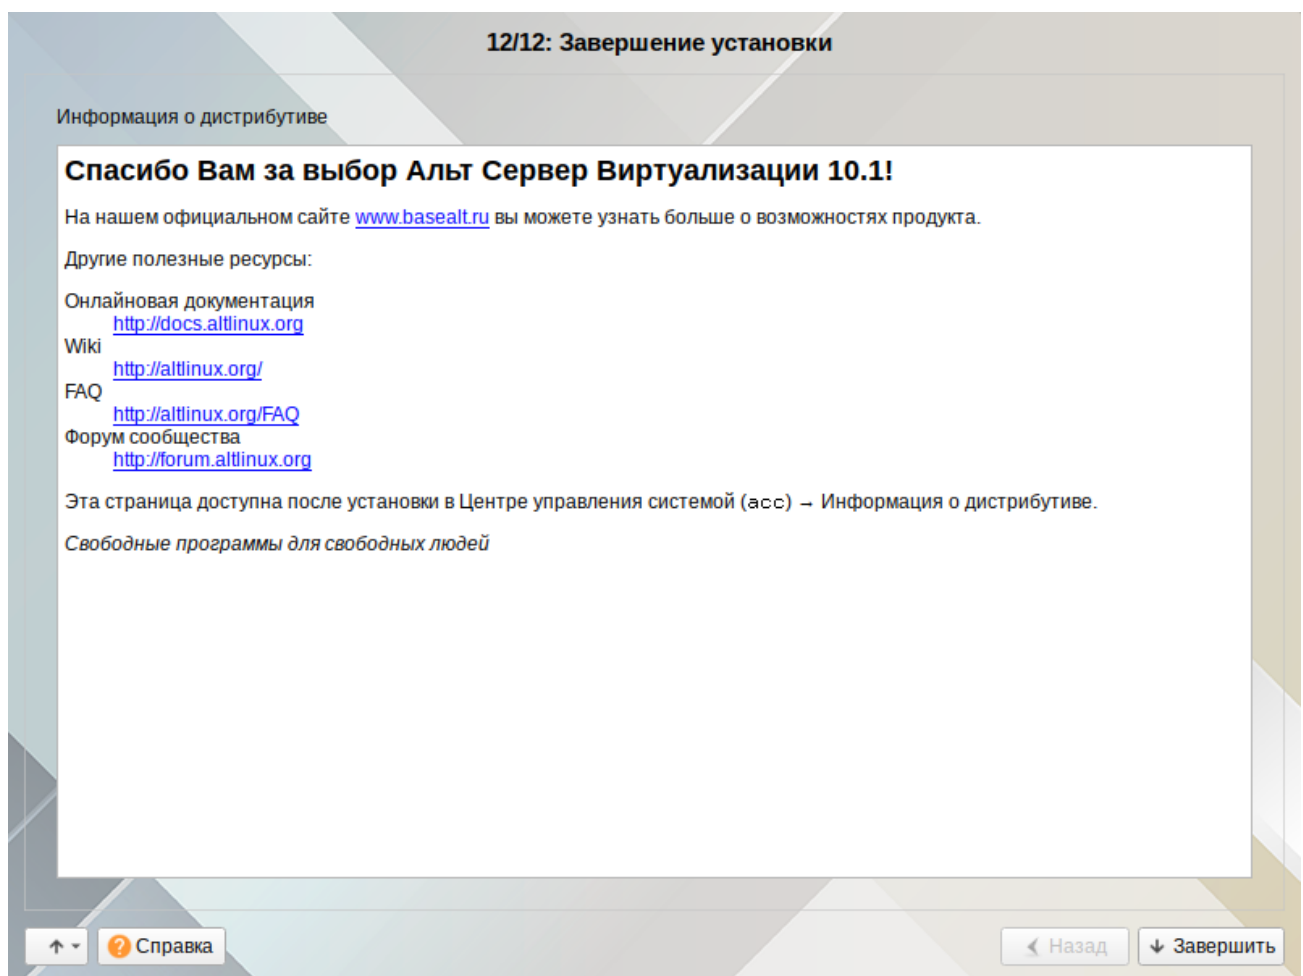 12/12: Завершение установки
Информация о дистрибутиве
Спасибо Вам за выбор Альт Сервер Виртуализации 10.1!
На нашем официальном сайте www.basealt.ru вы можете узнать больше о возможностях продукта.
Другие полезные ресурсы:
Онлайновая документация
http://docs.altlinux.org
Wiki
http://altlinux.org/
FAQ
http://altlinux.org/FAQ
Форум сообщества
http://forum.altlinux.org
Эта страница доступна после установки в Центре управления системой (acc) → Информация о дистрибутиве.
Свободные программы для свободных людей
Справка
Назад
Завершить